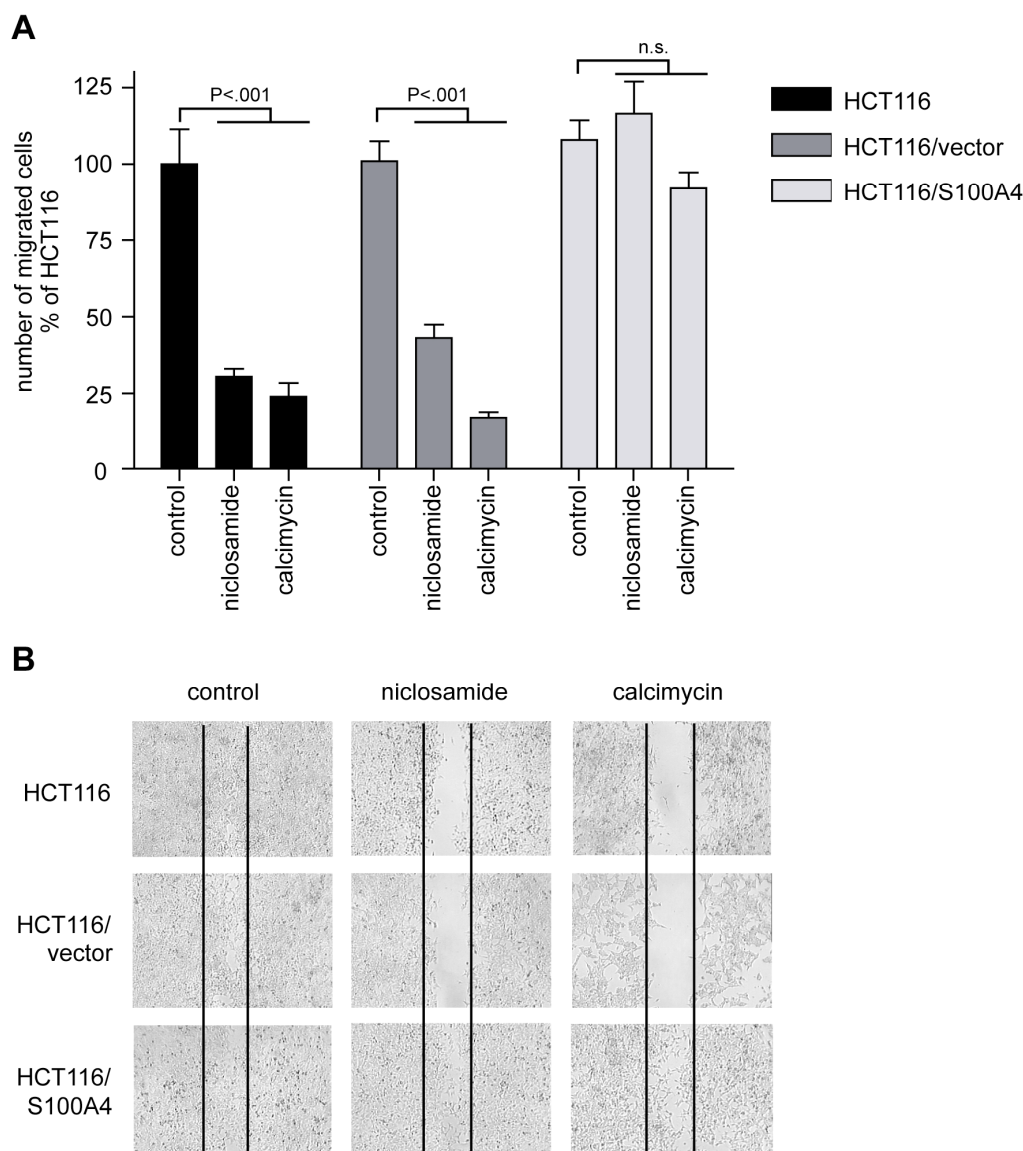 A
number of migrated cells
% of HCT116
125
100
75
50
25
0
P<.001
P<.001
n.s.
control
niclosamide
calcimycin
control
niclosamide
calcimycin
control
niclosamide
calcimycin
HCT116
HCT116/vector
HCT116/S100A4
B
control niclosamide calcimycin
HCT116
HCT116/
vector
HCT116/
S100A4